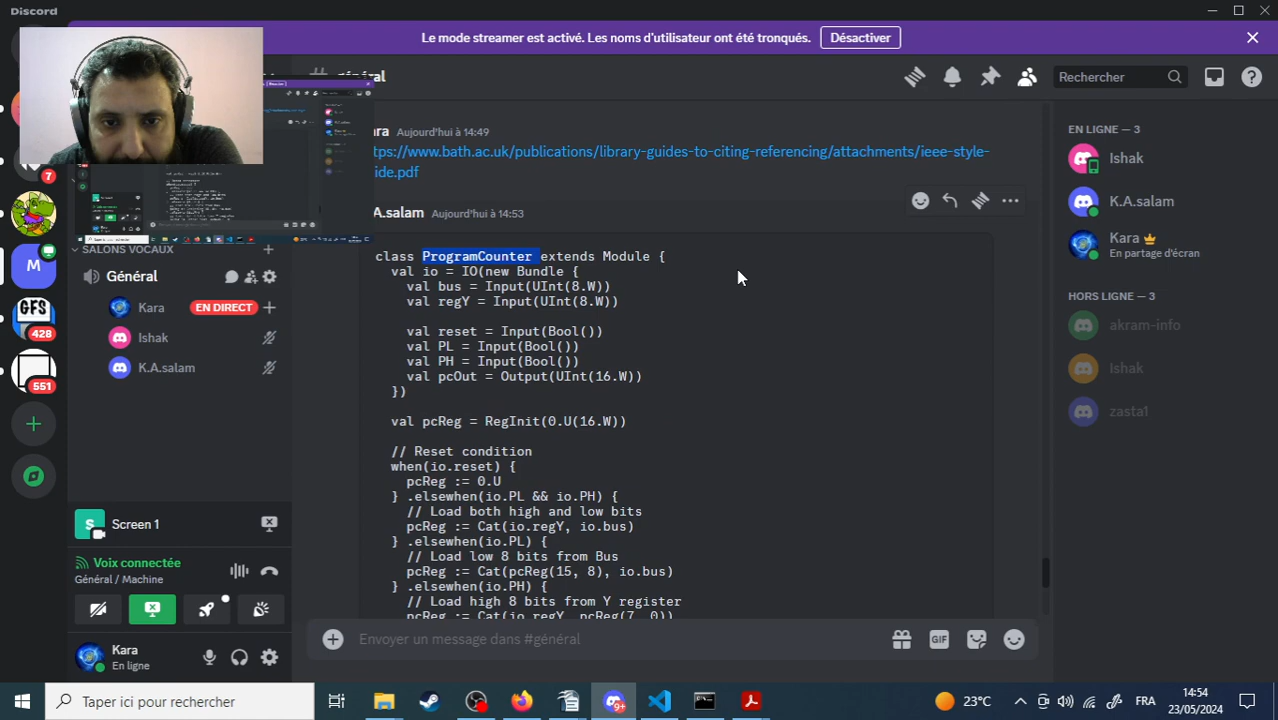 Discord
Le mode streamer est activé. Les noms d'utilisateur ont été tronqués.
Désactiver
général
Rechercher
7
428
M
551
SALONS VOCAUX
Général
Kara
EN DIRECT
Ishak
K.A.salam
S
Screen 1
Voix connectée
Général / Machine
Kara
En ligne
ara Aujourd'hui à 14:49
tps://www.bath.ac.uk/publications/library-guides-to-citing-referencing/attachments/ieee-style-
ide.pdf
A.salam Aujourd'hui à 14:53
class ProgramCounter extends Module {
val io = IO(new Bundle {
val bus = Input(UInt(8.W))
val regY = Input(UInt(8.W))
val reset = Input(Bool())
val PL = Input(Bool())
val PH = Input(Bool())
val pcOut = Output(UInt(16.W))
})
val pcReg = RegInit(0.U(16.W))
// Reset condition
when(io.reset) {
pcReg := 0.U
} .elsewhen(io.PL && io.PH) {
// Load both high and low bits
pcReg := Cat(io.regY, io.bus)
} .elsewhen(io.PL) {
// Load low 8 bits from Bus
pcReg := Cat(pcReg(15, 8), io.bus)
} .elsewhen(io.PH) {
// Load high 8 bits from Y register
pcReg := Cat(io.regY, pcReg(7, 0))
Envoyer un message dans #général
GIF
EN LIGNE — 3
Ishak
K.A.salam
Kara
En partage d'écran
HORS LIGNE — 3
akram-info
Ishak
zasta1
Taper ici pour rechercher
9+
23°C
FRA
14:54
23/05/2024